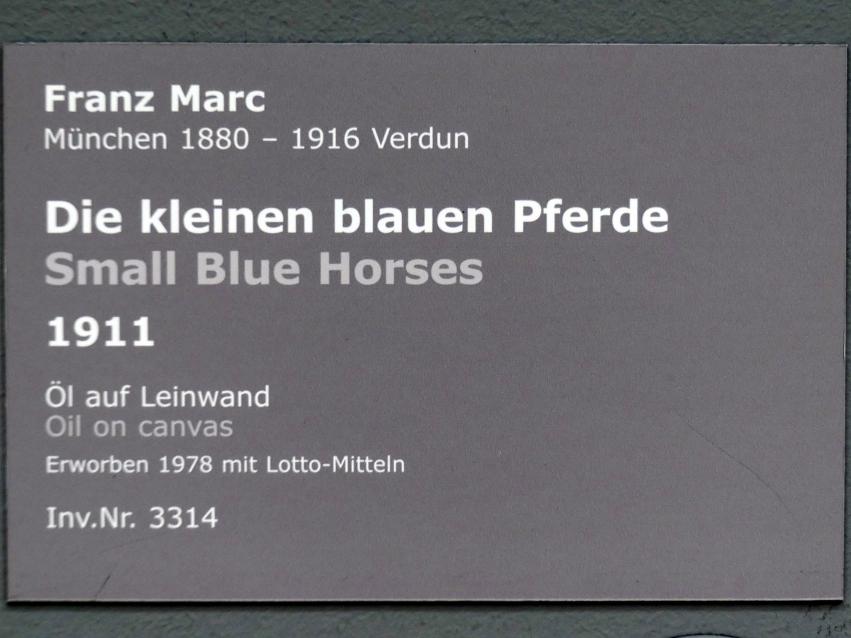 Franz Marc
München 1880 – 1916 Verdun
Die kleinen blauen Pferde
Small Blue Horses
1911
Öl auf Leinwand
Oil on canvas
Erworben 1978 mit Lotto-Mitteln
Inv.Nr. 3314